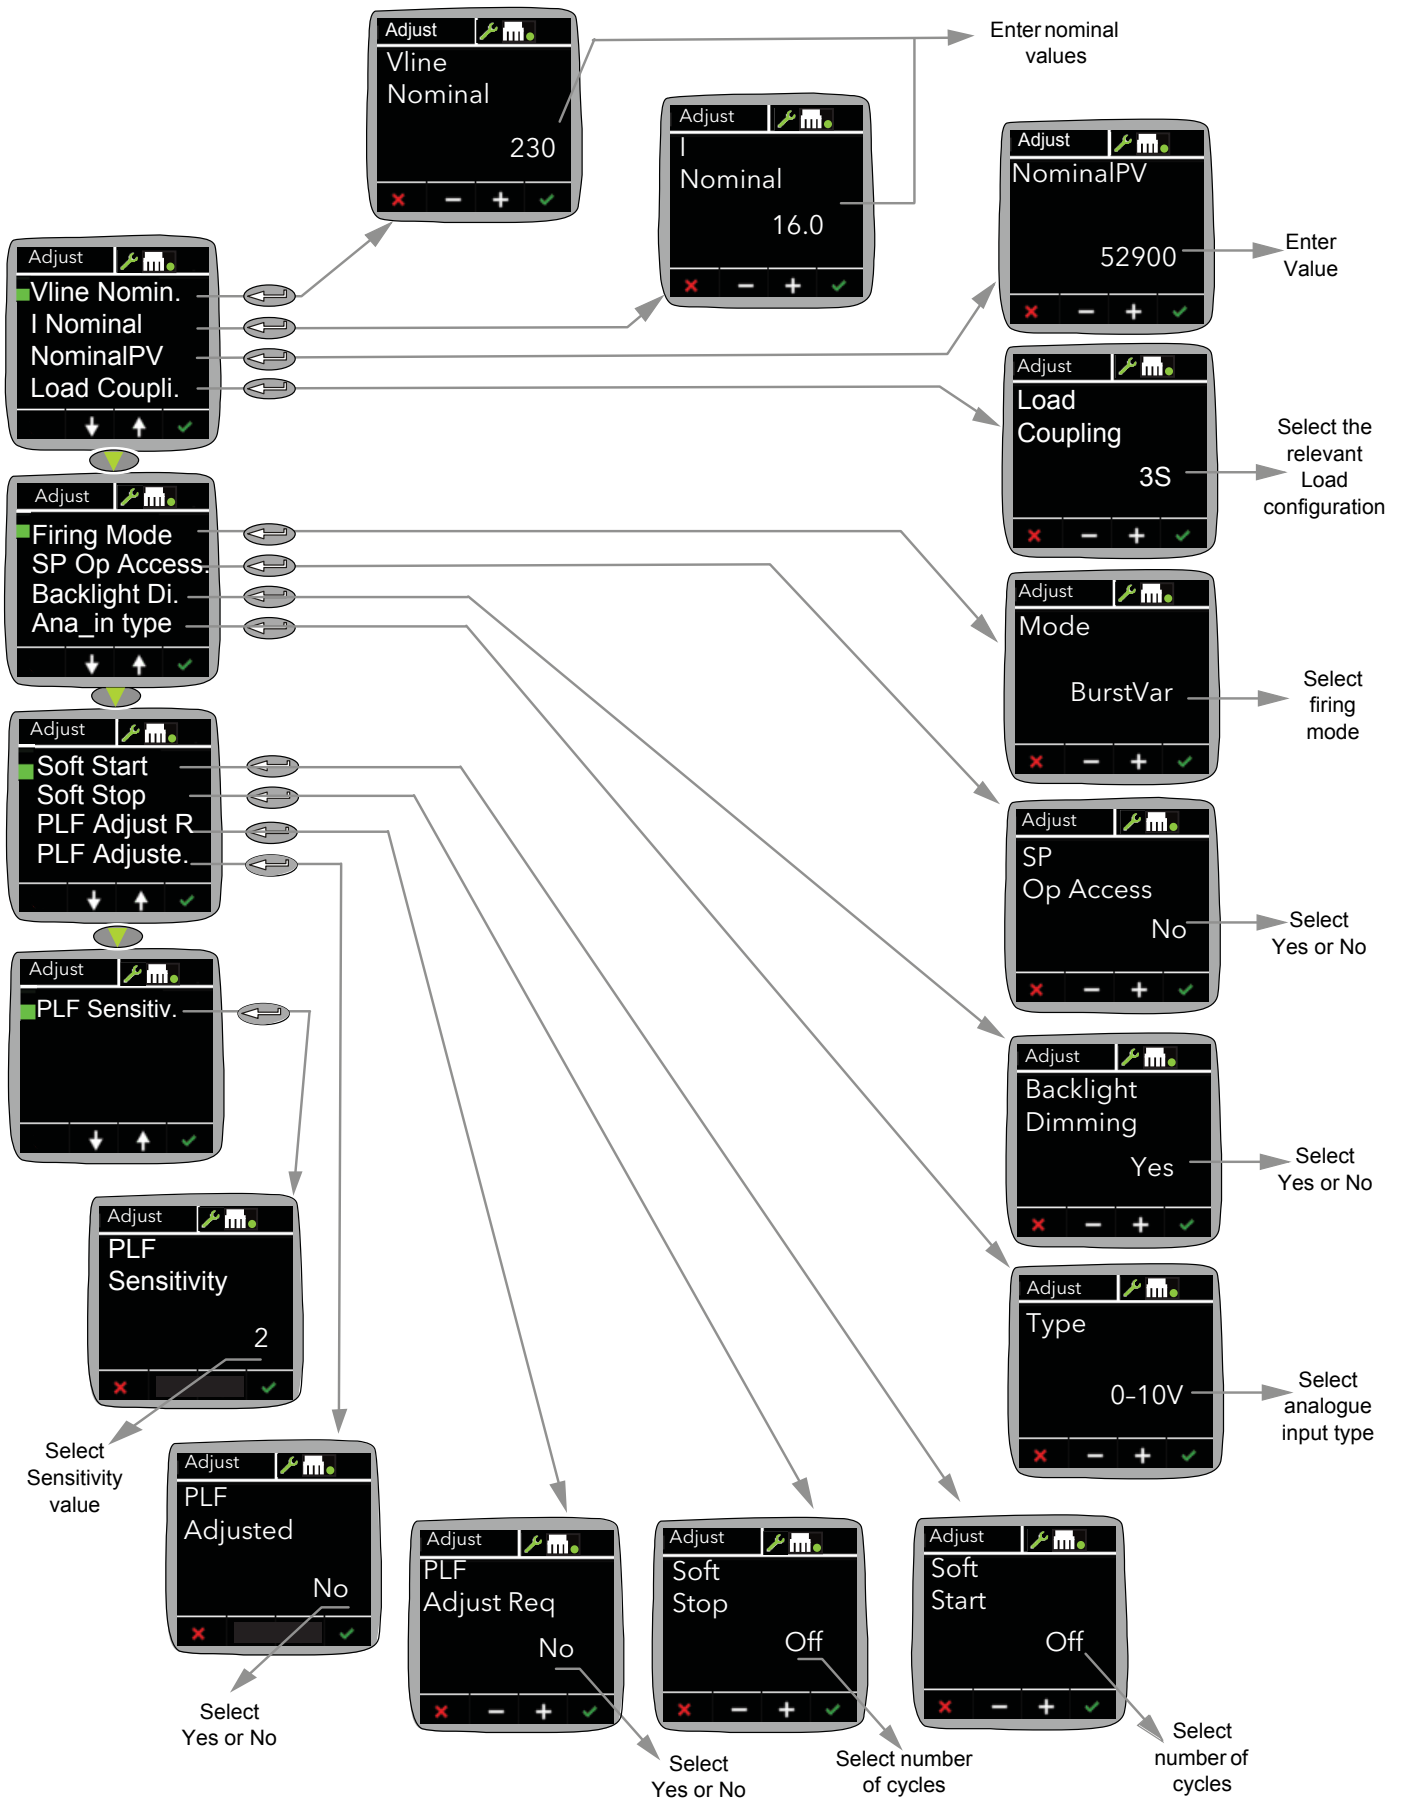 Adjust
Vline
Nominal
230
Enter nominal
values
Adjust
I
Nominal
16.0
Adjust
NominalPV
52900
Enter
Value
Adjust
Vline Nomin.
I Nominal
NominalPV
Load Coupli.
Adjust
Load
Coupling
3S
Select the
relevant
Load
configuration
Adjust
Firing Mode
SP Op Access.
Backlight Di.
Ana_in type
Adjust
Mode
BurstVar
Select
firing
mode
Adjust
Soft Start
Soft Stop
PLF Adjust R
PLF Adjuste.
Adjust
SP
Op Access
No
Select
Yes or No
Adjust
PLF Sensitiv.
Adjust
Backlight
Dimming
Yes
Select
Yes or No
Adjust
PLF
Sensitivity
2
Select
Sensitivity
value
Adjust
Type
0-10V
Select
analogue
input type
Adjust
PLF
Adjusted
No
Select
Yes or No
Adjust
PLF
Adjust Req
No
Select
Yes or No
Adjust
Soft
Stop
Off
Select number
of cycles
Adjust
Soft
Start
Off
Select
number of
cycles